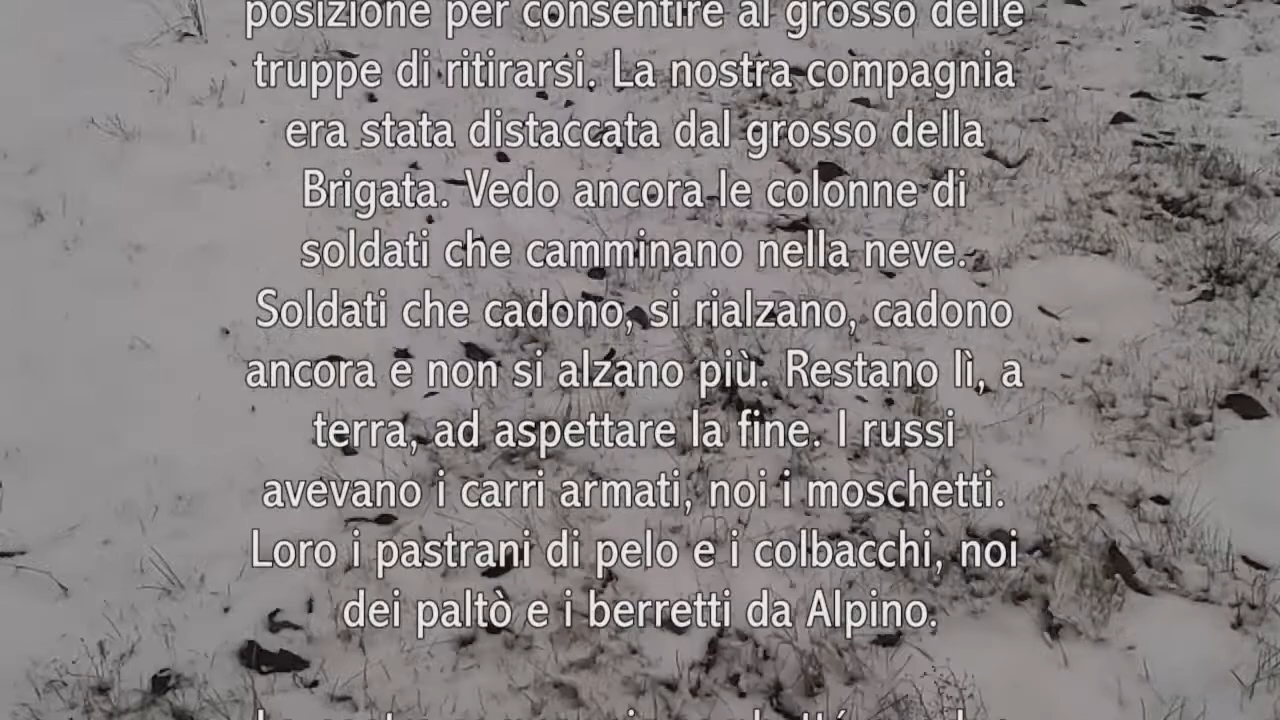 posizione per consentire al grosso delle
truppe di ritirarsi. La nostra compagnia
era stata distaccata dal grosso della
Brigata. Vedo ancora le colonne di
soldati che camminano nella neve.
Soldati che cadono, si rialzano, cadono
ancora e non si alzano più. Restano lì, a
terra, ad aspettare la fine. I russi
avevano i carri armati, noi i moschetti.
Loro i pastrani di pelo e i colbacchi, noi
dei paltò e i berretti da Alpino.